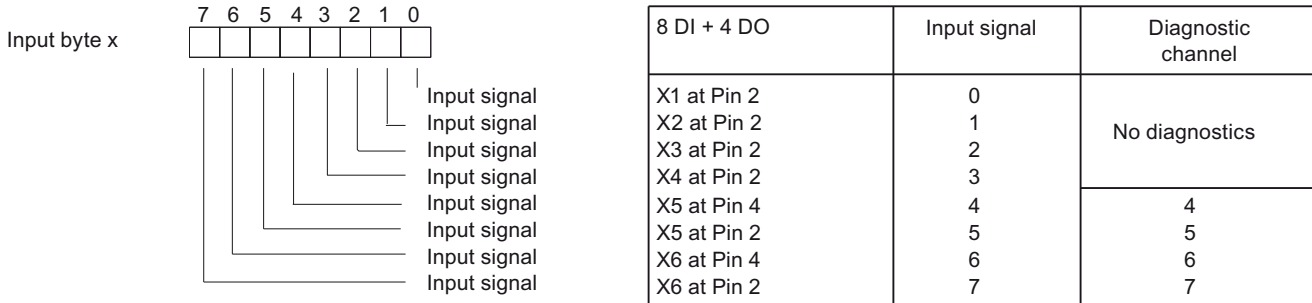 7 6 5 4 3 2 1 0
Input byte x
Input signal
Input signal
Input signal
Input signal
Input signal
Input signal
Input signal
Input signal
8 DI + 4 DO Input signal Diagnostic channel
X1 at Pin 2 0
X2 at Pin 2 1
No diagnostics
X3 at Pin 2 2
X4 at Pin 2 3
X5 at Pin 4 4 4
X5 at Pin 2 5 5
X6 at Pin 4 6 6
X6 at Pin 2 7 7